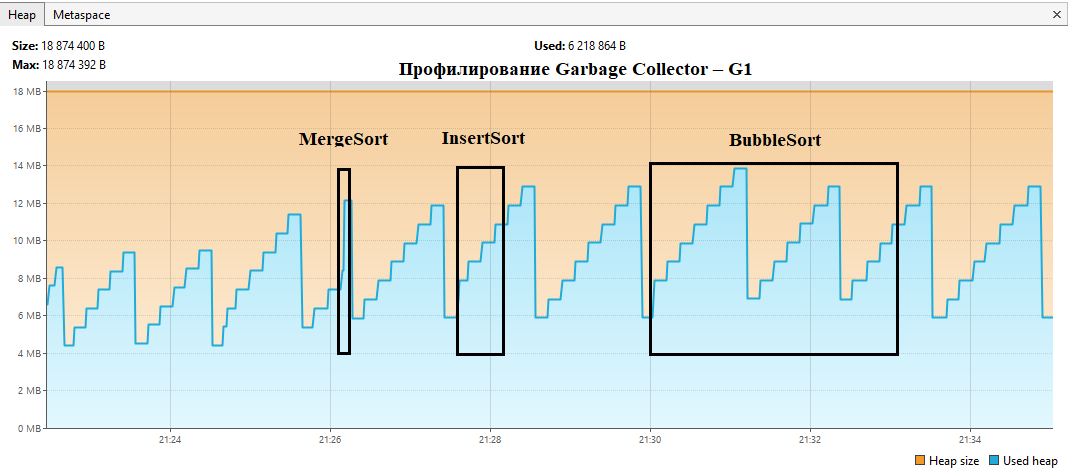 Heap Metaspace ×
Size: 18 874 400 B Used: 6 218 864 B
Max: 18 874 392 B
Профилирование Garbage Collector – G1
18 MB
16 MB
MergeSort InsertSort BubbleSort
14 MB
12 MB
10 MB
8 MB
6 MB
4 MB
2 MB
0 MB
21:24 21:26 21:28 21:30 21:32 21:34
Heap size Used heap